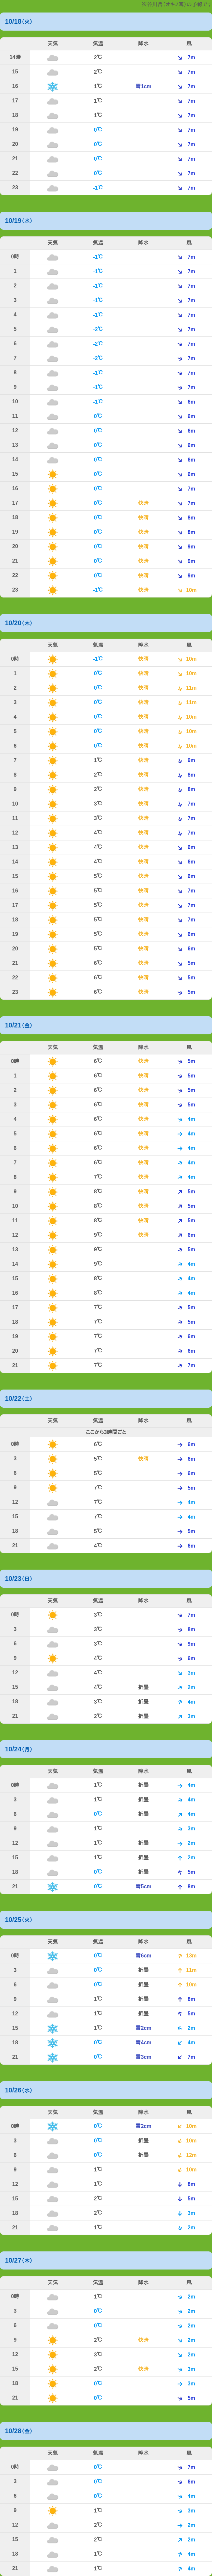 10/18(火)
天気 気温 降水 風
14時 2℃ 7m
15 2℃ 7m
16 1℃ 雪1cm 7m
17 1℃ 7m
18 1℃ 7m
19 0℃ 7m
20 0℃ 7m
21 0℃ 7m
22 0℃ 7m
23 -1℃ 7m
10/19(水)
天気 気温 降水 風
0時 -1℃ 7m
1 -1℃ 7m
2 -1℃ 7m
3 -1℃ 7m
4 -1℃ 7m
5 -2℃ 7m
6 -2℃ 7m
7 -2℃ 7m
8 -1℃ 7m
9 -1℃ 7m
10 -1℃ 6m
11 0℃ 6m
12 0℃ 6m
13 0℃ 6m
14 0℃ 6m
15 0℃ 6m
16 0℃ 7m
17 0℃ 快晴 7m
18 0℃ 快晴 8m
19 0℃ 快晴 8m
20 0℃ 快晴 9m
21 0℃ 快晴 9m
22 0℃ 快晴 9m
23 -1℃ 快晴 10m
10/20(木)
天気 気温 降水 風
0時 -1℃ 快晴 10m
1 0℃ 快晴 10m
2 0℃ 快晴 11m
3 0℃ 快晴 11m
4 0℃ 快晴 10m
5 0℃ 快晴 10m
6 0℃ 快晴 10m
7 1℃ 快晴 9m
8 2℃ 快晴 8m
9 2℃ 快晴 8m
10 3℃ 快晴 7m
11 3℃ 快晴 7m
12 4℃ 快晴 7m
13 4℃ 快晴 6m
14 4℃ 快晴 6m
15 5℃ 快晴 6m
16 5℃ 快晴 7m
17 5℃ 快晴 7m
18 5℃ 快晴 7m
19 5℃ 快晴 6m
20 5℃ 快晴 6m
21 6℃ 快晴 5m
22 6℃ 快晴 5m
23 6℃ 快晴 5m
10/21(金)
天気 気温 降水 風
0時 6℃ 快晴 5m
1 6℃ 快晴 5m
2 6℃ 快晴 5m
3 6℃ 快晴 5m
4 6℃ 快晴 4m
5 6℃ 快晴 4m
6 6℃ 快晴 4m
7 6℃ 快晴 4m
8 7℃ 快晴 4m
9 8℃ 快晴 5m
10 8℃ 快晴 5m
11 8℃ 快晴 5m
12 9℃ 快晴 6m
13 9℃ 5m
14 9℃ 4m
15 8℃ 4m
16 8℃ 4m
17 7℃ 5m
18 7℃ 5m
19 7℃ 6m
20 7℃ 6m
21 7℃ 7m
10/22(土)
天気 気温 降水 風
ここから3時間ごと
0時 6℃ 6m
3 5℃ 快晴 6m
6 5℃ 6m
9 7℃ 5m
12 7℃ 4m
15 7℃ 4m
18 5℃ 5m
21 4℃ 6m
10/23(日)
天気 気温 降水 風
0時 3℃ 7m
3 3℃ 8m
6 3℃ 9m
9 4℃ 6m
12 4℃ 3m
15 4℃ 折曇 2m
18 3℃ 折曇 4m
21 2℃ 折曇 3m
10/24(月)
天気 気温 降水 風
0時 1℃ 折曇 4m
3 1℃ 折曇 4m
6 0℃ 折曇 4m
9 1℃ 折曇 3m
12 1℃ 折曇 2m
15 1℃ 折曇 2m
18 0℃ 折曇 5m
21 0℃ 雪5cm 8m
10/25(火)
天気 気温 降水 風
0時 0℃ 雪6cm 13m
3 0℃ 折曇 11m
6 0℃ 折曇 10m
9 1℃ 折曇 8m
12 1℃ 折曇 5m
15 1℃ 雪2cm 2m
18 0℃ 雪4cm 4m
21 0℃ 雪3cm 7m
10/26(水)
天気 気温 降水 風
0時 0℃ 雪2cm 10m
3 0℃ 折曇 10m
6 0℃ 折曇 12m
9 1℃ 10m
12 1℃ 8m
15 2℃ 5m
18 2℃ 3m
21 1℃ 2m
10/27(木)
天気 気温 降水 風
0時 1℃ 2m
3 0℃ 2m
6 0℃ 2m
9 2℃ 快晴 2m
12 3℃ 2m
15 2℃ 快晴 3m
18 0℃ 3m
21 0℃ 5m
10/28(金)
天気 気温 降水 風
0時 0℃ 7m
3 0℃ 6m
6 0℃ 4m
9 1℃ 3m
12 2℃ 2m
15 2℃ 2m
18 1℃ 4m
21 1℃ 4m